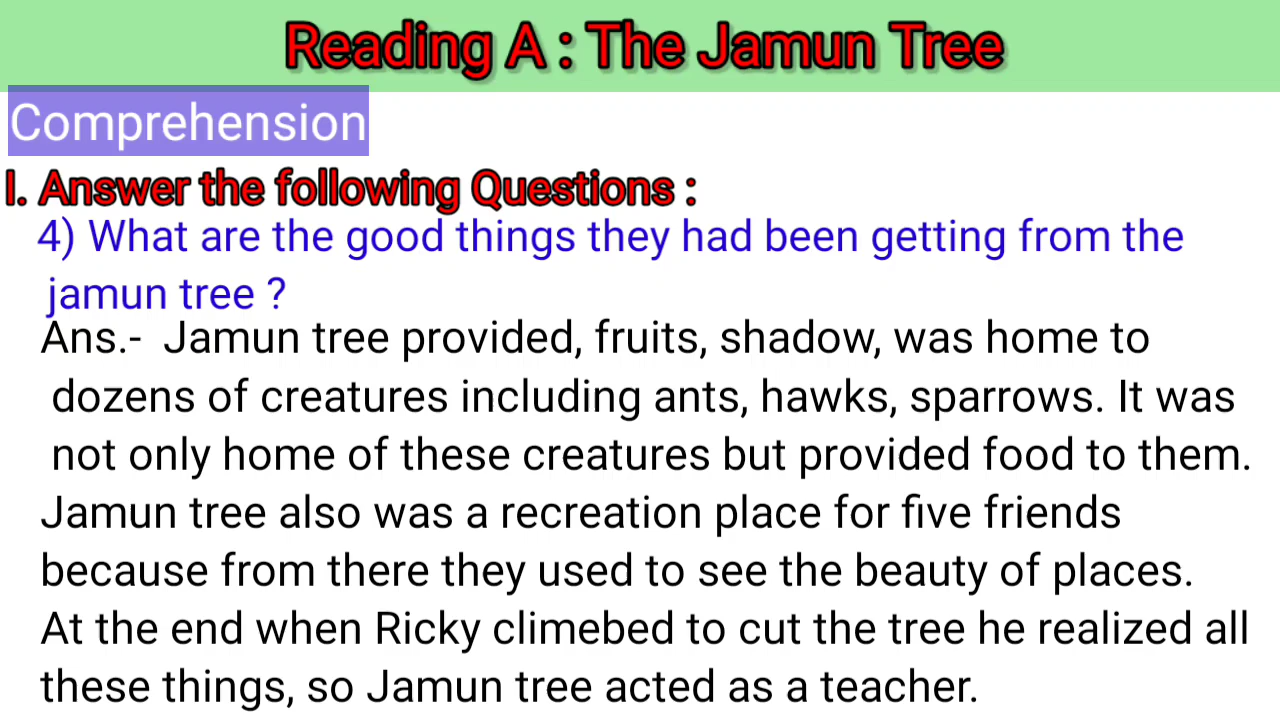 Reading A : The Jamun Tree
Comprehension
I. Answer the following Questions :
4) What are the good things they had been getting from the
jamun tree ?
Ans.- Jamun tree provided, fruits, shadow, was home to
dozens of creatures including ants, hawks, sparrows. It was
not only home of these creatures but provided food to them.
Jamun tree also was a recreation place for five friends
because from there they used to see the beauty of places.
At the end when Ricky climebed to cut the tree he realized all
these things, so Jamun tree acted as a teacher.